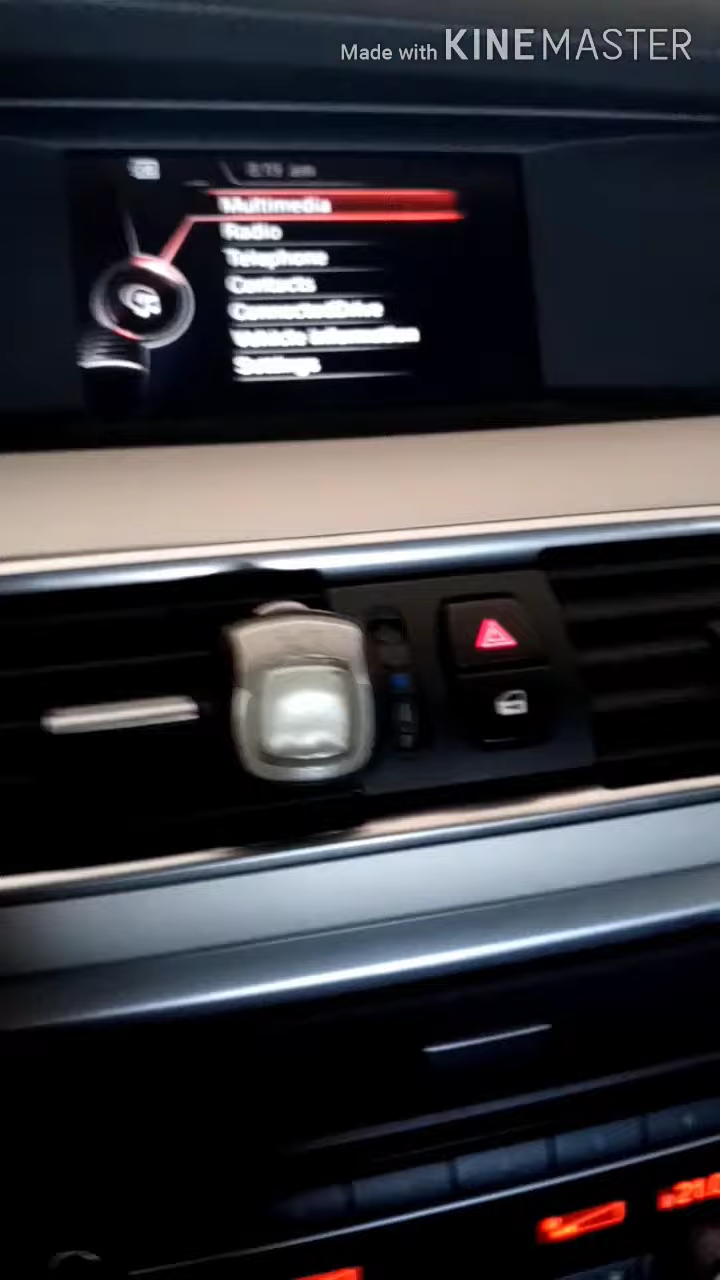 Made with KINEMASTER
Multimedia
Radio
Telephone
Contacts
ConnectedDrive
Vehicle Information
Settings